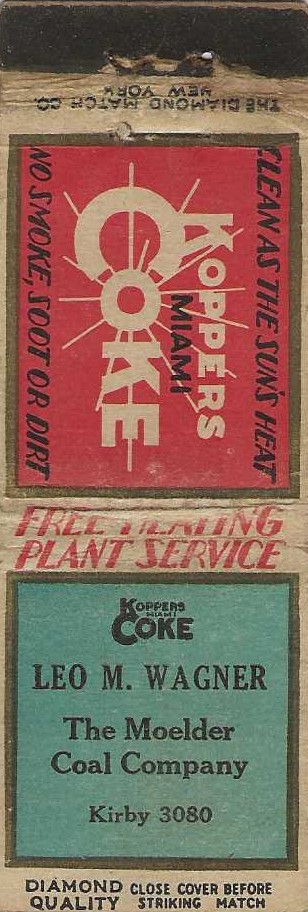 THE DIAMOND MATCH CO.
NEW YORK
CLEAN AS THE SUN'S HEAT
KOPPERS
MIAMI
COKE
NO SMOKE, SOOT OR DIRT
FREE HEATING
PLANT SERVICE
KOPPERS
MIAMI
COKE
LEO M. WAGNER
The Moelder
Coal Company
Kirby 3080
DIAMOND QUALITY
CLOSE COVER BEFORE
STRIKING MATCH